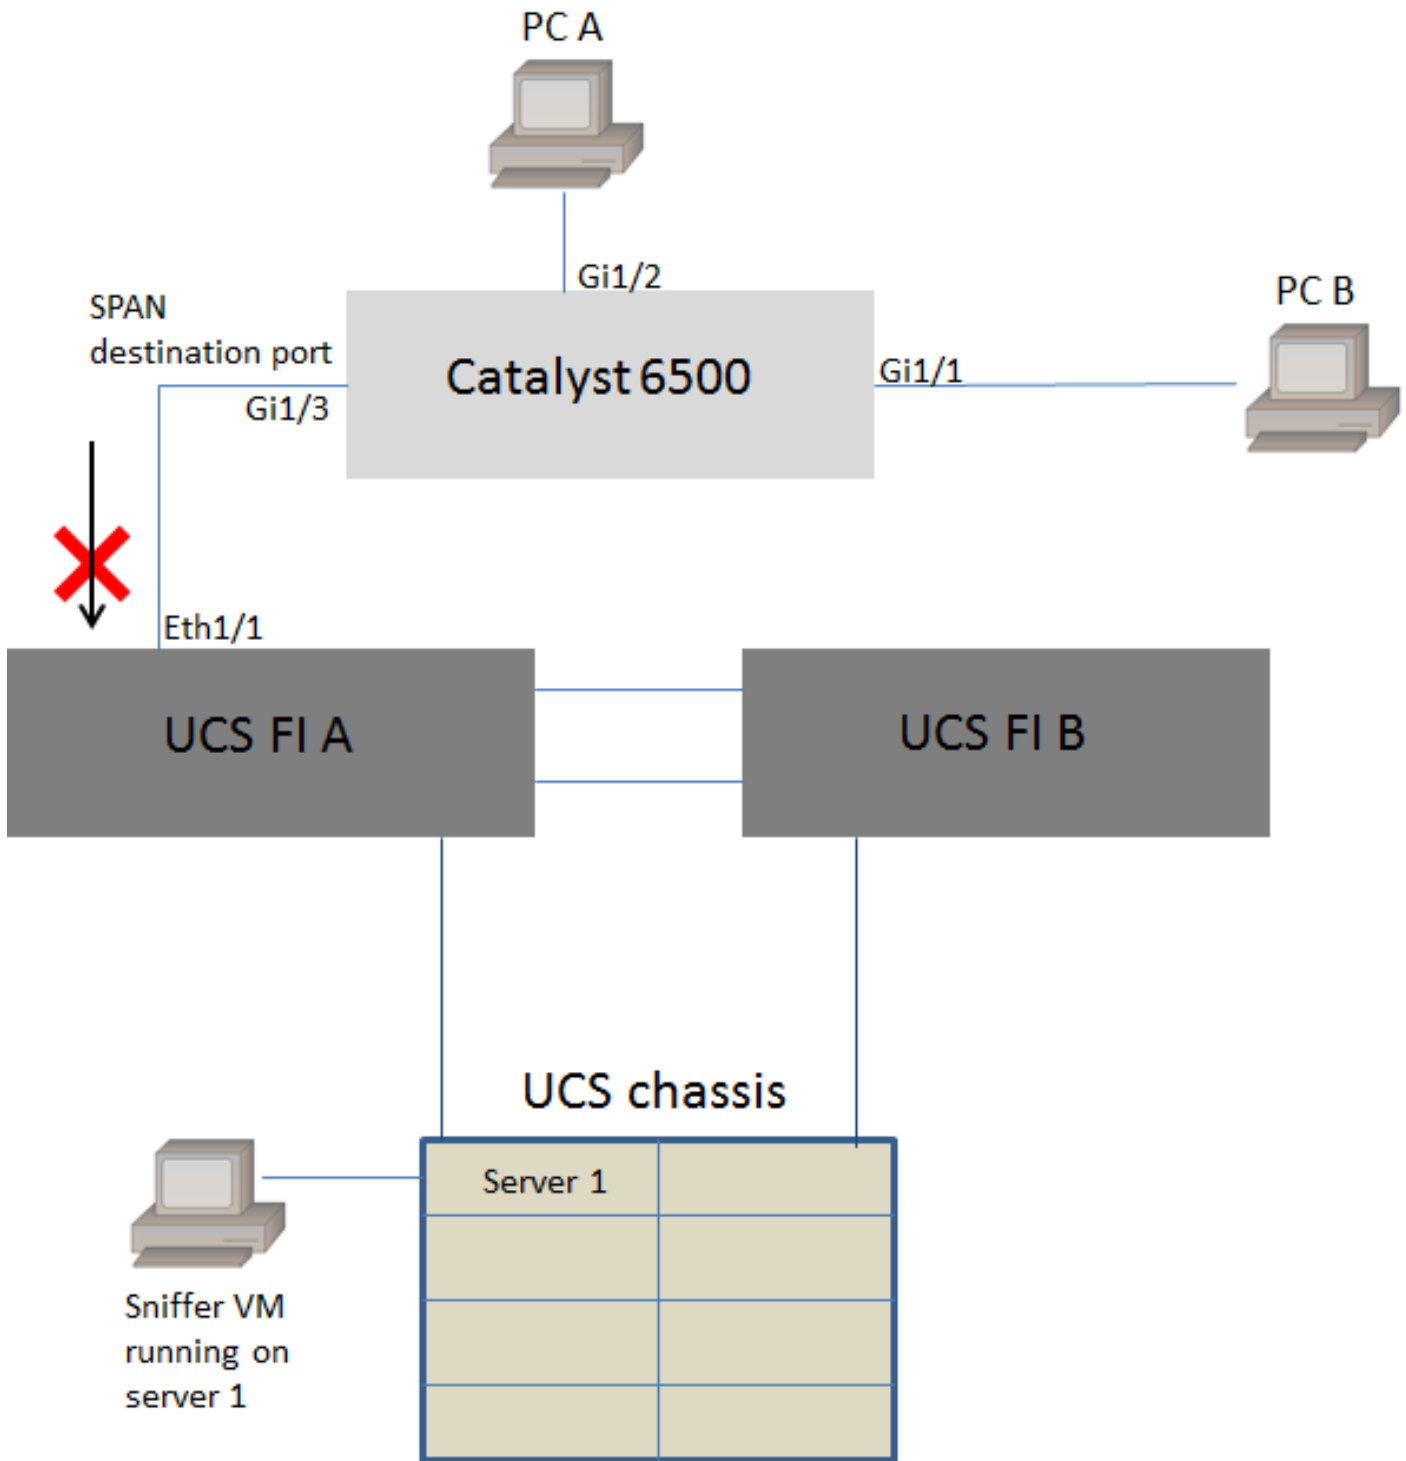 PC A
Gi1/2
PC B
SPAN
destination port
Catalyst 6500
Gi1/1
Gi1/3
Eth1/1
UCS FI A
UCS FI B
UCS chassis
Server 1
Sniffer VM
running on
server 1